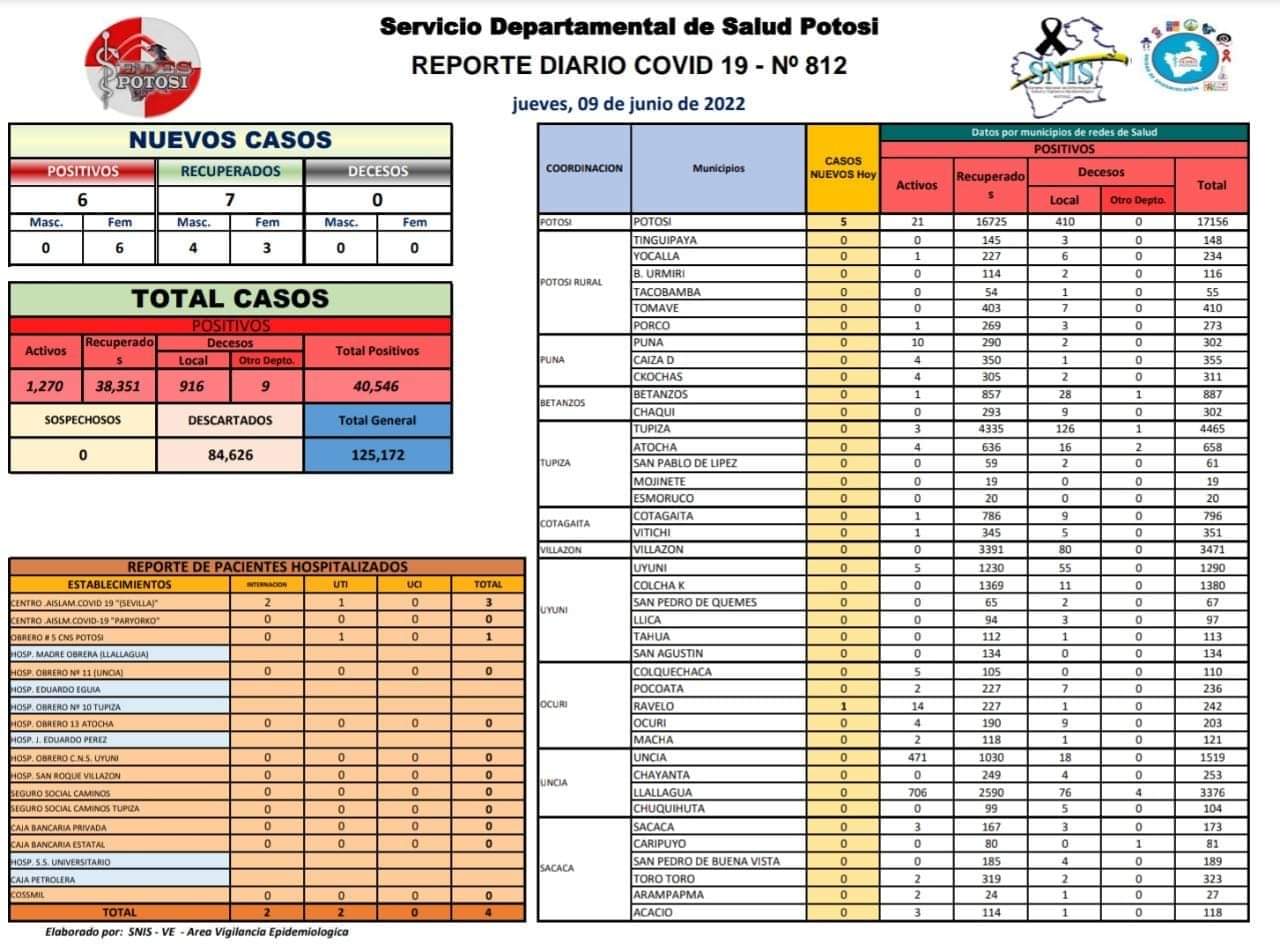 Servicio Departamental de Salud Potosi
REPORTE DIARIO COVID 19 - Nº 812
jueves, 09 de junio de 2022
SEDES
POTOSI
SNIS
NUEVOS CASOS
POSITIVOS RECUPERADOS DECESOS
6 7 0
Masc. Fem Masc. Fem Masc. Fem
0 6 4 3 0 0
TOTAL CASOS
POSITIVOS
Activos Recuperado s Decesos Total Positivos
Local Otro Depto.
1,270 38,351 916 9 40,546
SOSPECHOSOS DESCARTADOS Total General
0 84,626 125,172
REPORTE DE PACIENTES HOSPITALIZADOS
ESTABLECIMIENTOS INTERNACION UTI UCI TOTAL
CENTRO .AISLAM.COVID 19 "(SEVILLA)" 2 1 0 3
CENTRO .AISLM.COVID-19 "PARYORKO" 0 0 0 0
OBRERO # 5 CNS POTOSI 0 1 0 1
HOSP. MADRE OBRERA (LLALLAGUA)
HOSP. OBRERO Nº 11 (UNCIA) 0 0 0 0
HOSP. EDUARDO EGUIA
HOSP. OBRERO Nº 10 TUPIZA
HOSP. OBRERO 13 ATOCHA 0 0 0 0
HOSP. J. EDUARDO PEREZ
HOSP. OBRERO C.N.S. UYUNI 0 0 0 0
HOSP. SAN ROQUE VILLAZON 0 0 0 0
SEGURO SOCIAL CAMINOS 0 0 0 0
SEGURO SOCIAL CAMINOS TUPIZA 0 0 0 0
CAJA BANCARIA PRIVADA 0 0 0 0
CAJA BANCARIA ESTATAL 0 0 0 0
HOSP. S.S. UNIVERSITARIO
CAJA PETROLERA
COSSMIL 0 0 0 0
TOTAL 2 2 0 4
Elaborado por: SNIS - VE - Area Vigilancia Epidemiologica
COORDINACION Municipios CASOS NUEVOS Hoy Datos por municipios de redes de Salud
POSITIVOS
Activos Recuperado s Decesos Total
Local Otro Depto.
POTOSI POTOSI 5 21 16725 410 0 17156
POTOSI RURAL TINGUIPAYA 0 0 145 3 0 148
YOCALLA 0 1 227 6 0 234
B. URMIRI 0 0 114 2 0 116
TACOBAMBA 0 0 54 1 0 55
TOMAVE 0 0 403 7 0 410
PORCO 0 1 269 3 0 273
PUNA PUNA 0 10 290 2 0 302
CAIZA D 0 4 350 1 0 355
CKOCHAS 0 4 305 2 0 311
BETANZOS BETANZOS 0 1 857 28 1 887
CHAQUI 0 0 293 9 0 302
TUPIZA TUPIZA 0 3 4335 126 1 4465
ATOCHA 0 4 636 16 2 658
SAN PABLO DE LIPEZ 0 0 59 2 0 61
MOJINETE 0 0 19 0 0 19
ESMORUCO 0 0 20 0 0 20
COTAGAITA COTAGAITA 0 1 786 9 0 796
VITICHI 0 1 345 5 0 351
VILLAZON VILLAZON 0 0 3391 80 0 3471
UYUNI UYUNI 0 5 1230 55 0 1290
COLCHA K 0 0 1369 11 0 1380
SAN PEDRO DE QUEMES 0 0 65 2 0 67
LLICA 0 0 94 3 0 97
TAHUA 0 0 112 1 0 113
SAN AGUSTIN 0 0 134 0 0 134
OCURI COLQUECHACA 0 5 105 0 0 110
POCOATA 0 2 227 7 0 236
RAVELO 1 14 227 1 0 242
OCURI 0 4 190 9 0 203
MACHA 0 2 118 1 0 121
UNCIA UNCIA 0 471 1030 18 0 1519
CHAYANTA 0 0 249 4 0 253
LLALLAGUA 0 706 2590 76 4 3376
CHUQUIHUTA 0 0 99 5 0 104
SACACA SACACA 0 3 167 3 0 173
CARIPUYO 0 0 80 0 1 81
SAN PEDRO DE BUENA VISTA 0 0 185 4 0 189
TORO TORO 0 2 319 2 0 323
ARAMPAPMA 0 2 24 1 0 27
ACACIO 0 3 114 1 0 118